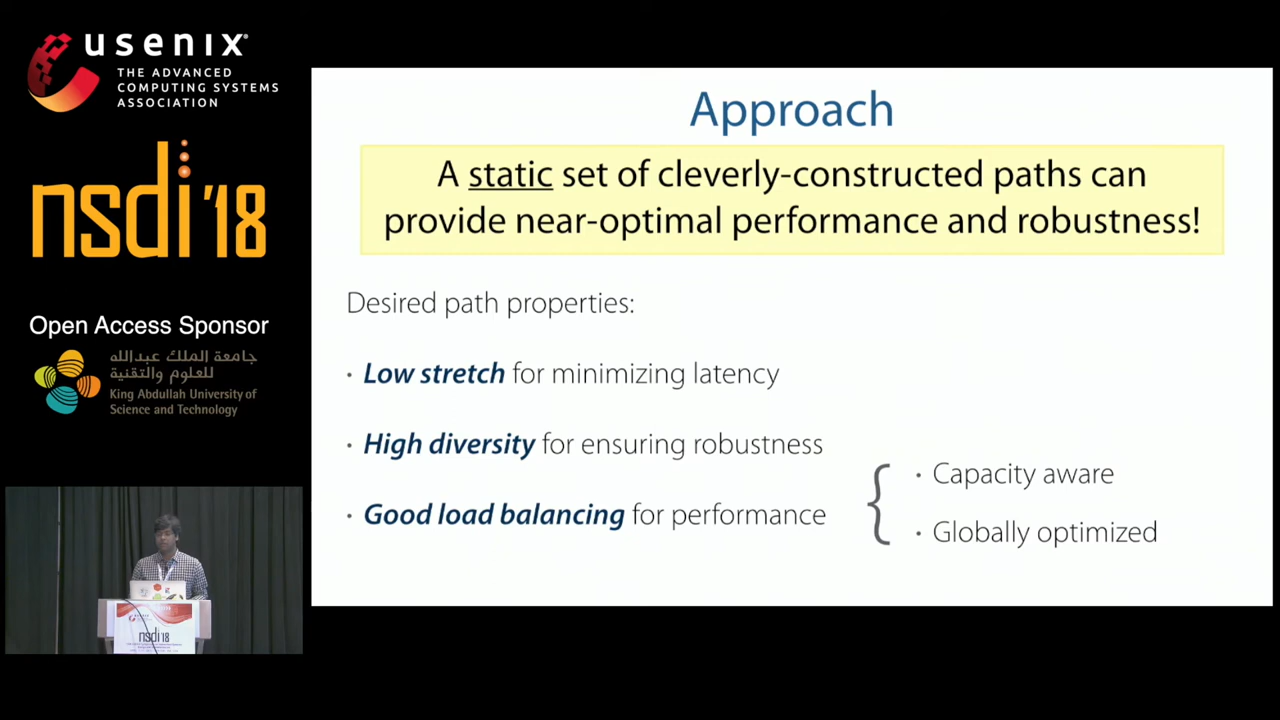 usenix
THE ADVANCED
COMPUTING SYSTEMS
ASSOCIATION
nsdi '18
Open Access Sponsor
جامعة الملك عبدالله
للعلوم والتقنية
King Abdullah University of
Science and Technology
Approach
A static set of cleverly-constructed paths can
provide near-optimal performance and robustness!
Desired path properties:
· Low stretch for minimizing latency
· High diversity for ensuring robustness
· Good load balancing for performance
{
· Capacity aware
· Globally optimized
usenix
nsdi '18